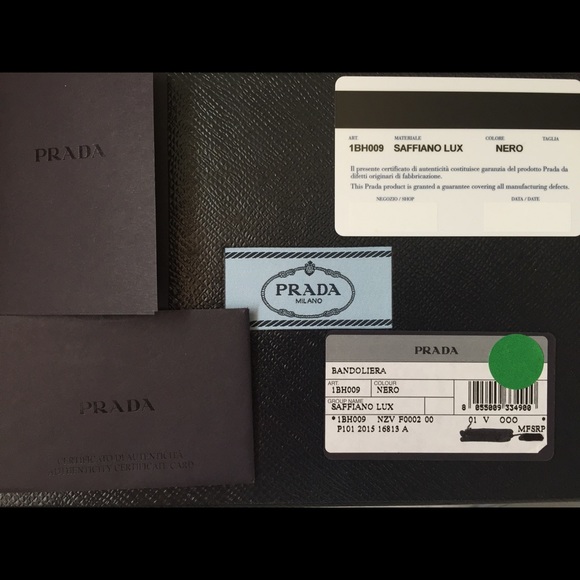 PRADA
ART. MATERIALE COLORE TAGLIA
1BH009 SAFFIANO LUX NERO
Il presente certificato di autenticità costituisce garanzia del prodotto Prada da
difetti originari di fabbricazione.
This Prada product is granted a guarantee covering all manufacturing defects.
NEGOZIO / SHOP DATA / DATE
PRADA
MILANO
PRADA
CERTIFICATO DI AUTENTICITÀ
AUTHENTICITY CERTIFICATE CARD
PRADA
BANDOLIERA
ART COLOUR
1BH009 NERO
GROUP NAME
SAFFIANO LUX
8 055009 334900
*1BH009 NZV F0002 00 01 V OOO *
P101 2015 16813 A MFSRP